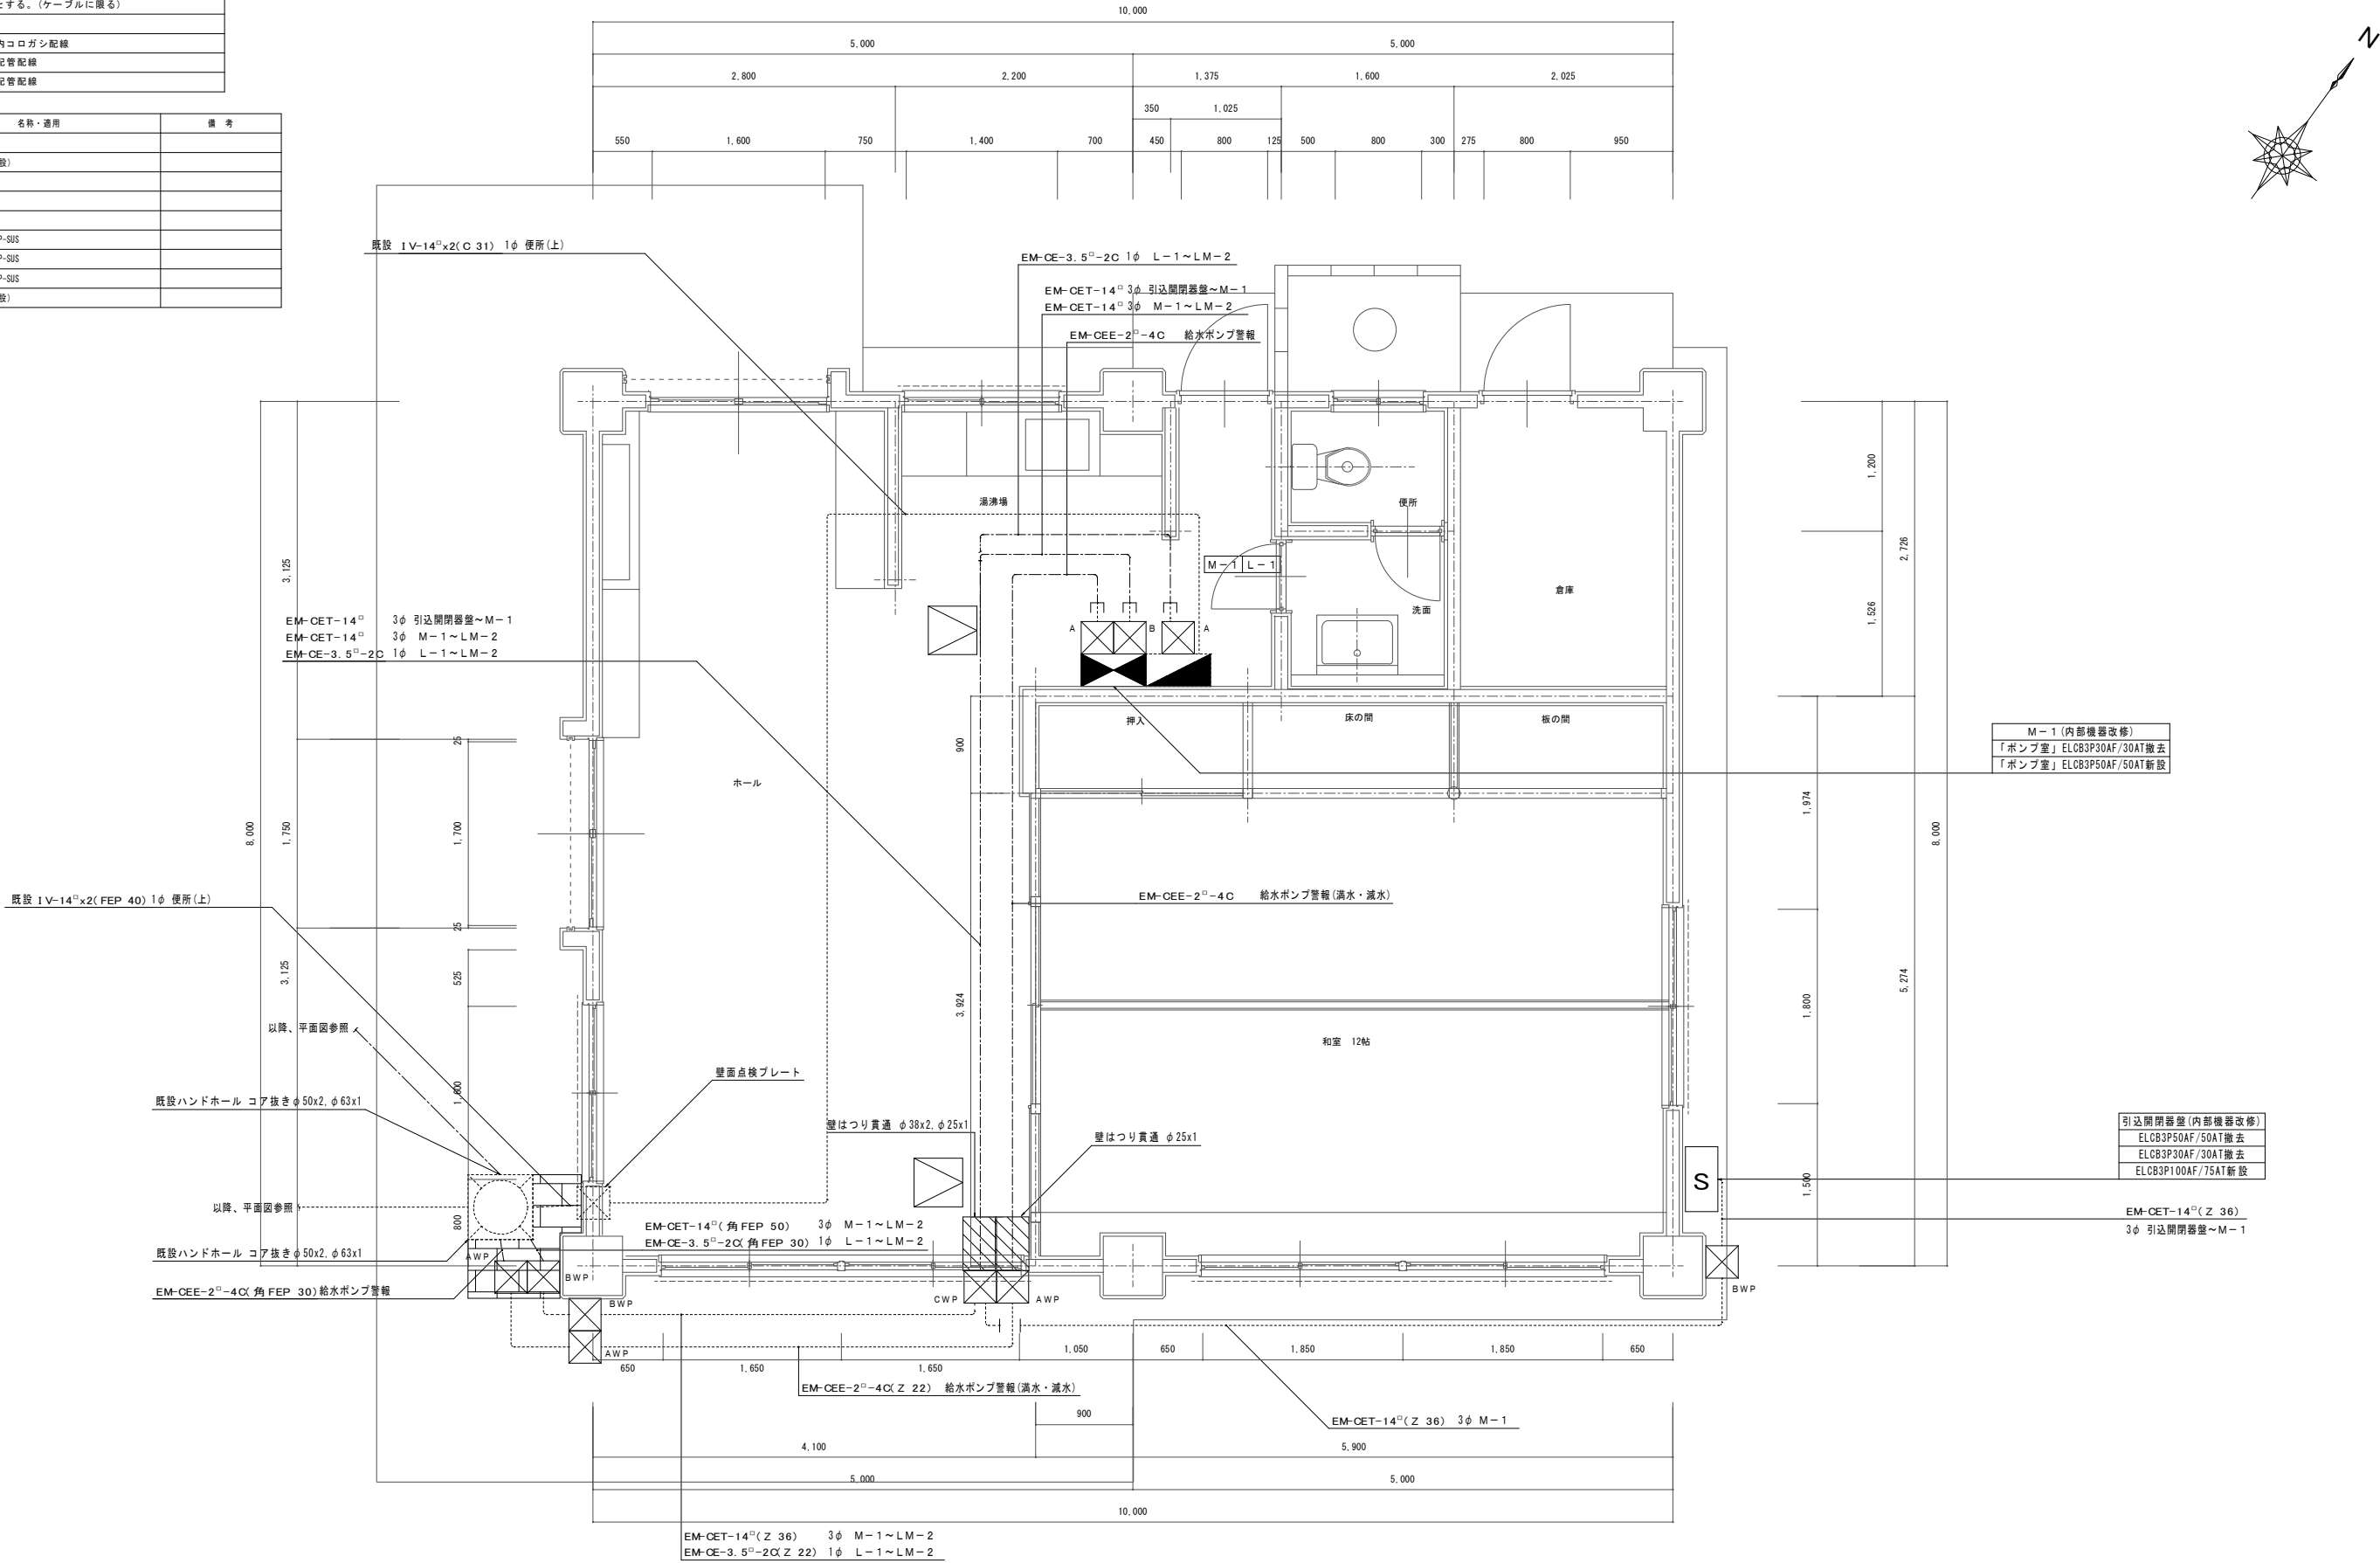 とする。(ケーブルに限る)
内コロガシ配線
配管配線
配管配線
名称・適用 備 考
設)
P-SUS
P-SUS
P-SUS
設)
10,000
5,000 5,000
2,800 2,200 1,375 1,600 2,025
350 1,025
550 1,600 750 1,400 700 450 800 125 500 800 300 275 800 950
N
既設 IV-14□x2(C 31) 1φ 便所(上)
EM-CE-3.5□-2C 1φ L-1~LM-2
EM-CET-14□ 3φ 引込開閉器盤~M-1
EM-CET-14□ 3φ M-1~LM-2
EM-CEE-2□-4C 給水ポンプ警報
湯沸場
便所
M-1 L-1
倉庫
洗面
A B A
EM-CET-14□ 3φ 引込開閉器盤~M-1
EM-CET-14□ 3φ M-1~LM-2
EM-CE-3.5□-2C 1φ L-1~LM-2
3,125
8,000
1,750
3,125
25
1,700
25
525
1,800
800
押入
床の間
板の間
900
3,924
ホール
1,200
1,526
2,726
1,974
1,800
1,500
5,274
8,000
M-1(内部機器改修)
「ポンプ室」ELCB3P30AF/30AT撤去
「ポンプ室」ELCB3P50AF/50AT新設
既設 IV-14□x2(FEP 40) 1φ 便所(上)
EM-CEE-2□-4C 給水ポンプ警報(満水・減水)
以降、平面図参照
和室 12帖
壁面点検プレート
既設ハンドホール コア抜きφ50x2,φ63x1
壁はつり貫通 φ38x2,φ25x1
壁はつり貫通 φ25x1
引込開閉器盤(内部機器改修)
ELCB3P50AF/50AT撤去
ELCB3P30AF/30AT撤去
ELCB3P100AF/75AT新設
S
以降、平面図参照
EM-CET-14□(角FEP 50) 3φ M-1~LM-2
EM-CE-3.5□-2C(角FEP 30) 1φ L-1~LM-2
EM-CET-14□(Z 36)
3φ 引込開閉器盤~M-1
既設ハンドホール コア抜きφ50x2,φ63x1
AWP
BWP
EM-CEE-2□-4C(角FEP 30)給水ポンプ警報
BWP
AWP
CWP
AWP
BWP
650 1,650 1,650 1,050 650 1,850 1,850 650
EM-CEE-2□-4C(Z 22) 給水ポンプ警報(満水・減水)
900
EM-CET-14□(Z 36) 3φ M-1
4,100 5,900
5,000 5,000
10,000
EM-CET-14□(Z 36) 3φ M-1~LM-2
EM-CE-3.5□-2C(Z 22) 1φ L-1~LM-2